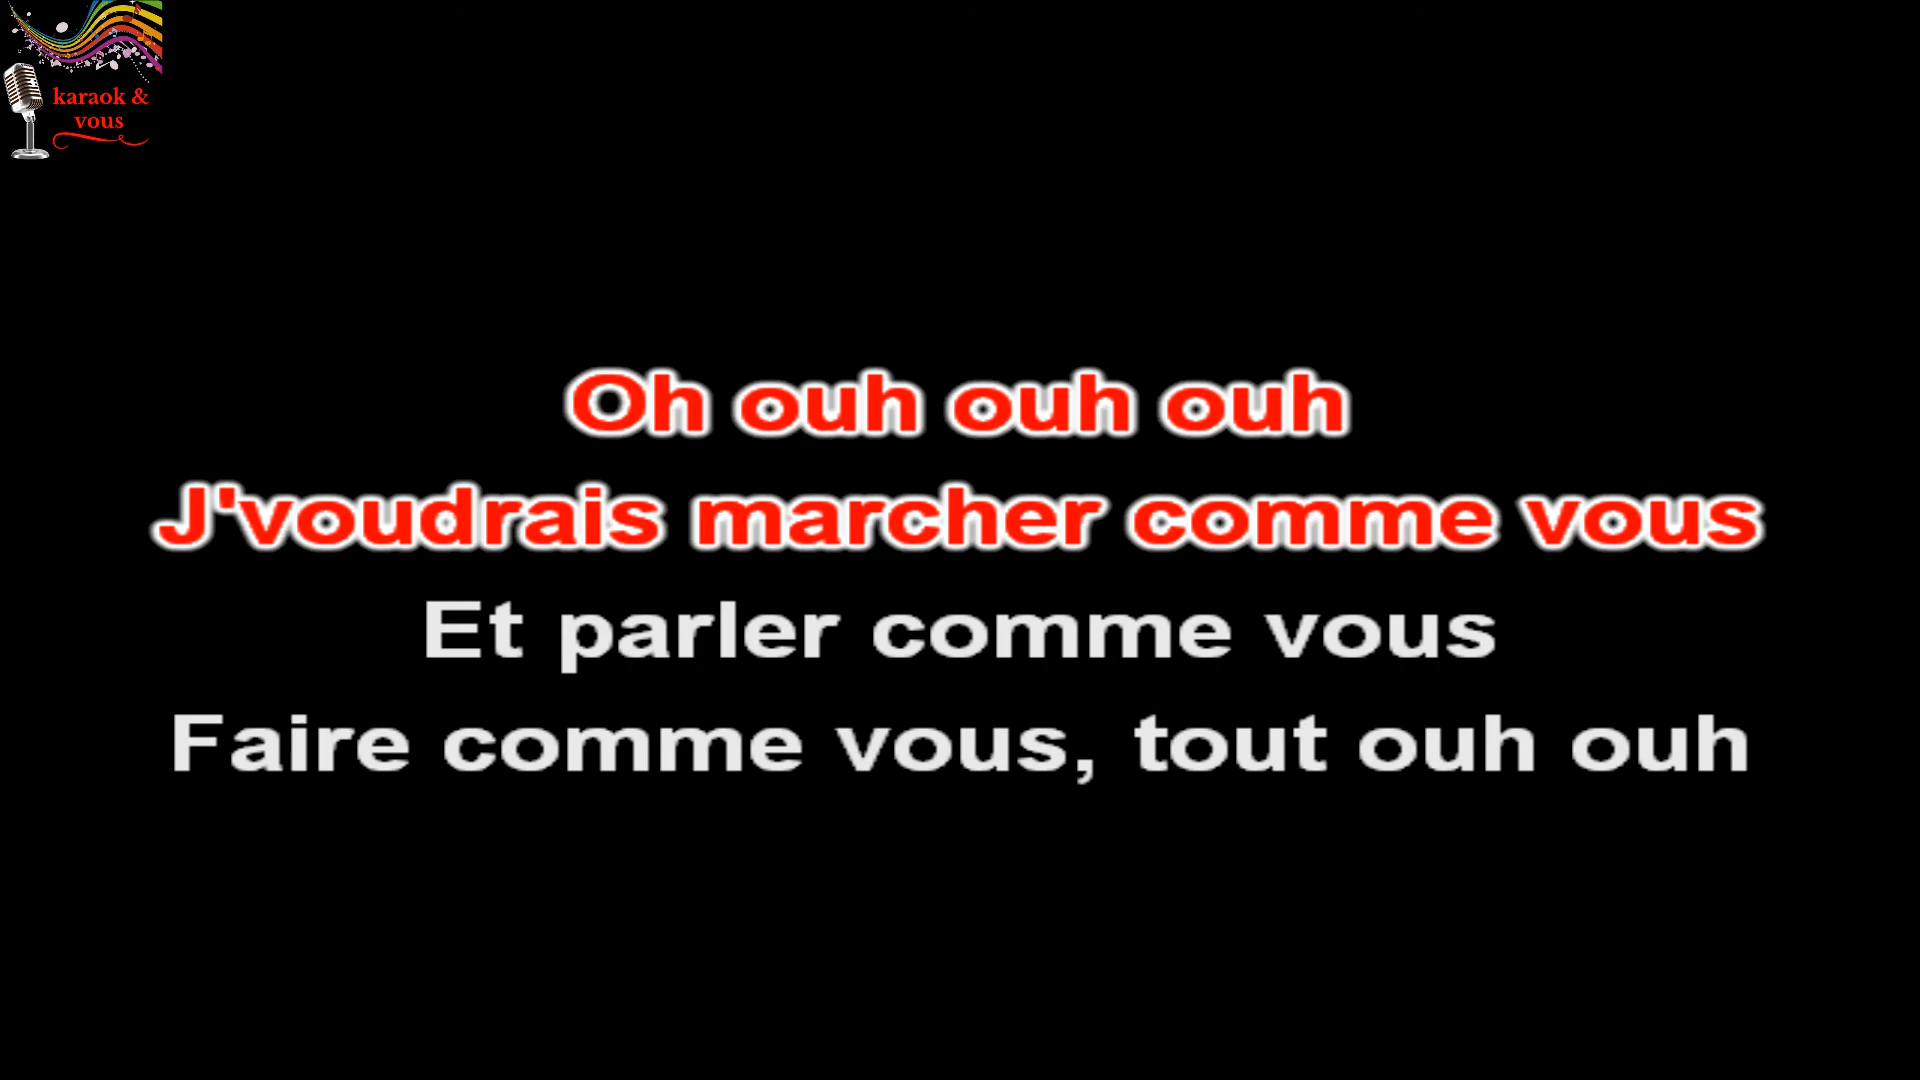 karaok &
vous
Oh ouh ouh ouh
J'voudrais marcher comme vous
Et parler comme vous
Faire comme vous, tout ouh ouh